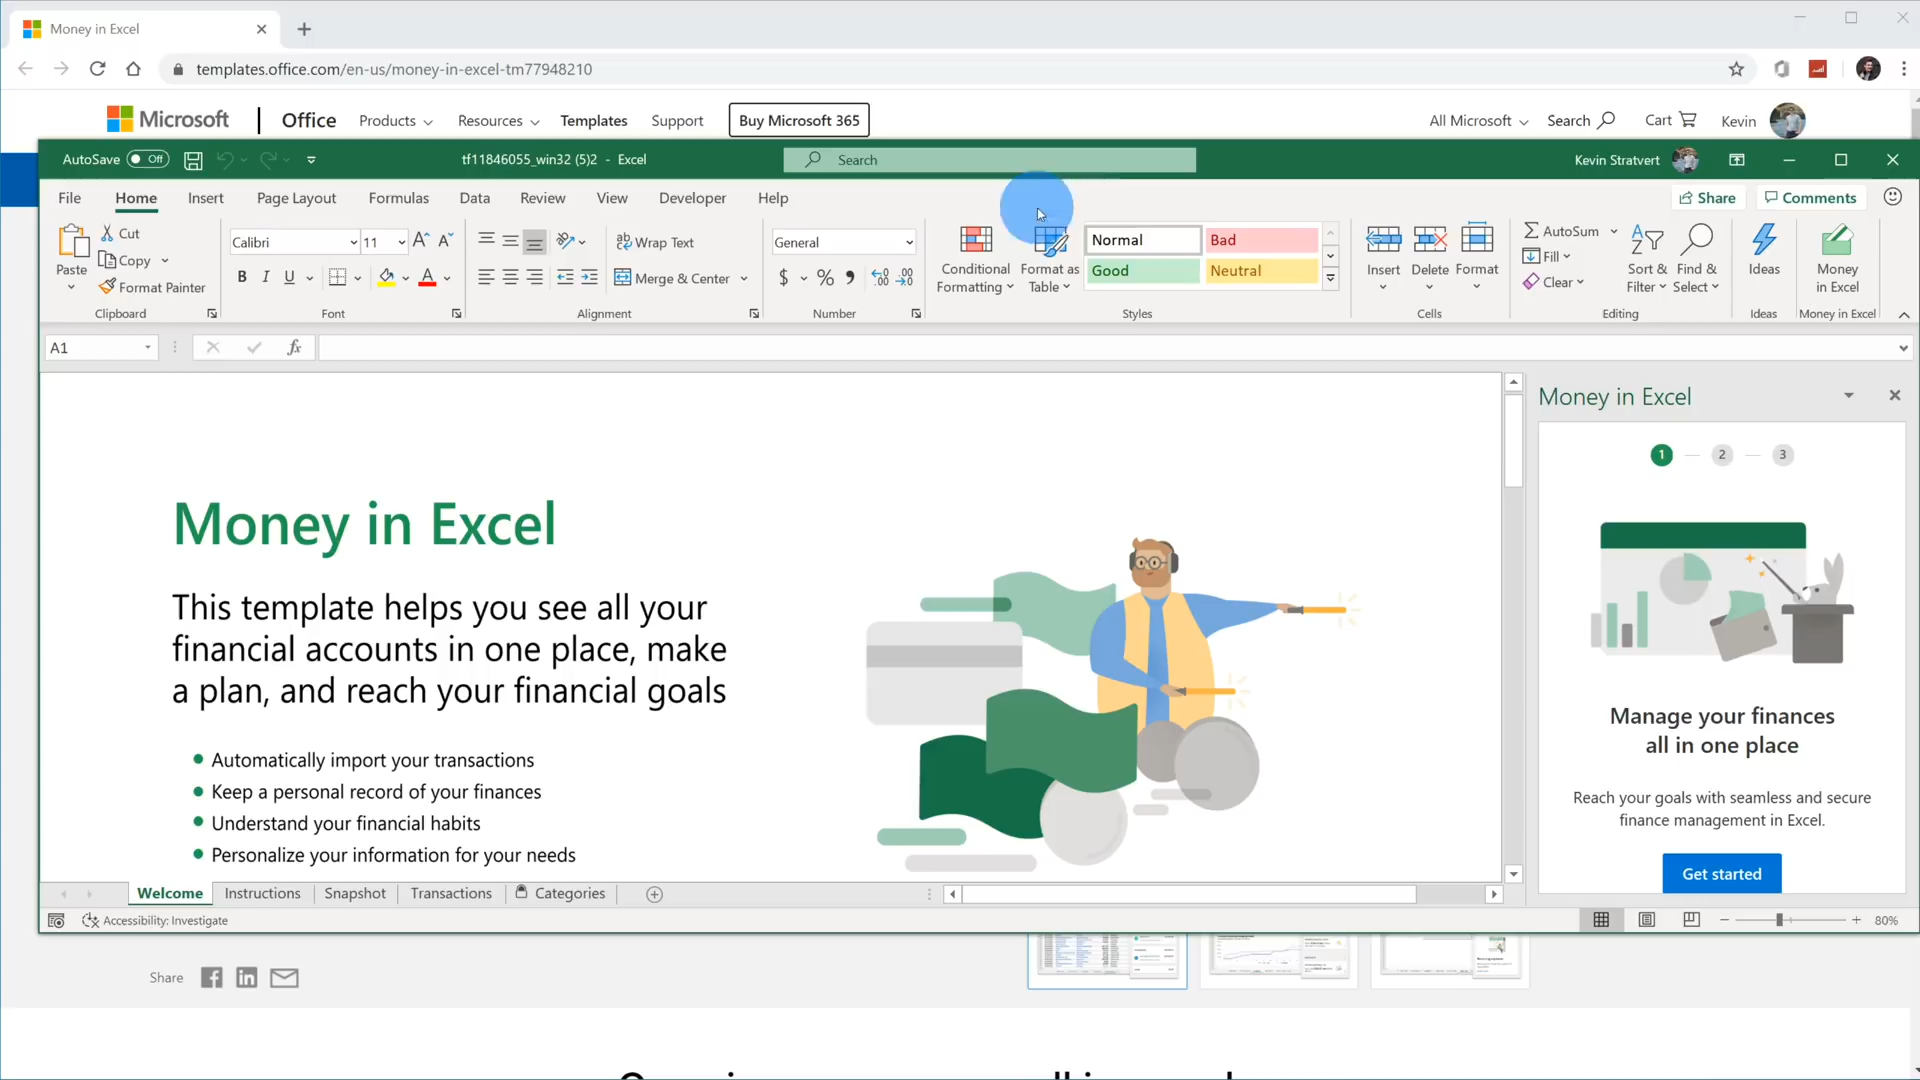 Money in Excel
templates.office.com/en-us/money-in-excel-tm77948210
Microsoft Office Products Resources Templates Support Buy Microsoft 365 All Microsoft Search Cart Kevin
AutoSave Off tf11846055_win32 (5)2 - Excel Search Kevin Stratvert
File Home Insert Page Layout Formulas Data Review View Developer Help Share Comments
Paste Cut Copy Format Painter
Clipboard
Calibri 11
B I U A
Font
Wrap Text
Merge & Center
Alignment
General
$ % ,
Number
Conditional Formatting
Format as Table
Normal Bad
Good Neutral
Styles
Insert Delete Format
Cells
AutoSum
Fill
Clear
Sort & Filter
Find & Select
Editing
Ideas
Ideas
Money in Excel
Money in Excel
A1 fx
Money in Excel
This template helps you see all your
financial accounts in one place, make
a plan, and reach your financial goals
Automatically import your transactions
Keep a personal record of your finances
Understand your financial habits
Personalize your information for your needs
Money in Excel
1 2 3
Manage your finances
all in one place
Reach your goals with seamless and secure
finance management in Excel.
Get started
Welcome Instructions Snapshot Transactions Categories
Accessibility: Investigate 80%
Share